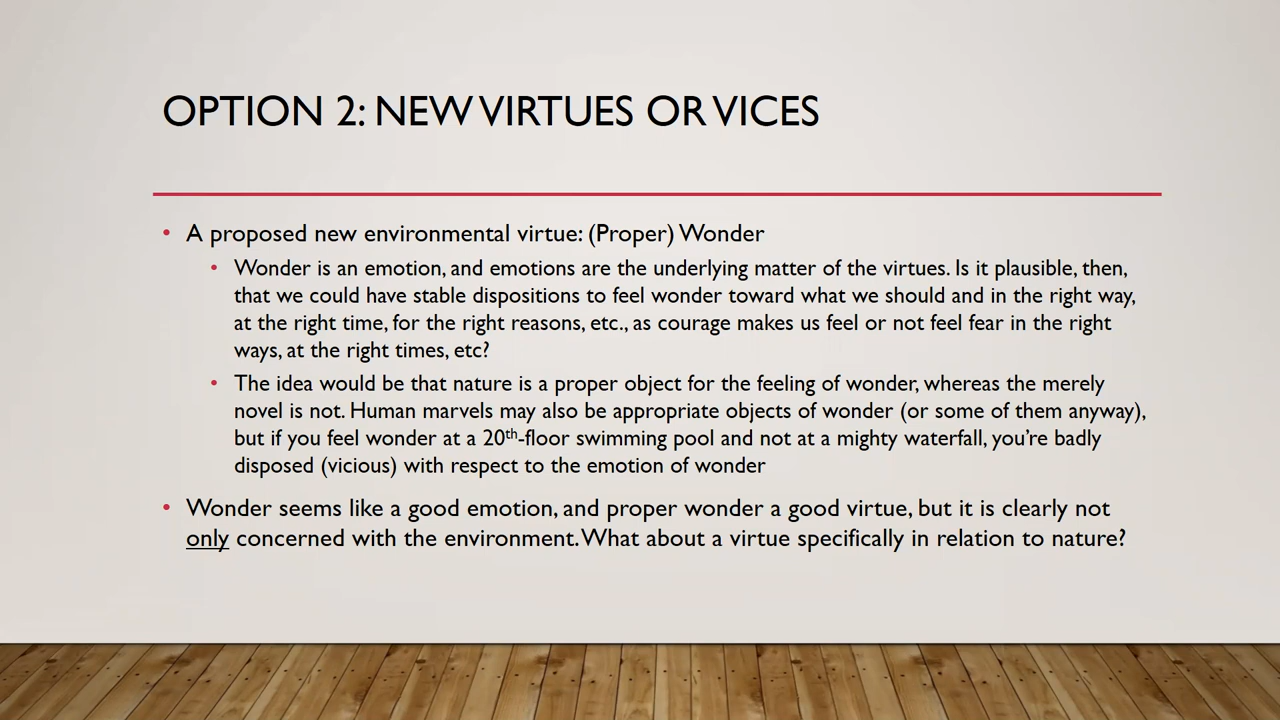 OPTION 2: NEW VIRTUES OR VICES
• A proposed new environmental virtue: (Proper) Wonder
• Wonder is an emotion, and emotions are the underlying matter of the virtues. Is it plausible, then,
that we could have stable dispositions to feel wonder toward what we should and in the right way,
at the right time, for the right reasons, etc., as courage makes us feel or not feel fear in the right
ways, at the right times, etc?
• The idea would be that nature is a proper object for the feeling of wonder, whereas the merely
novel is not. Human marvels may also be appropriate objects of wonder (or some of them anyway),
but if you feel wonder at a 20th-floor swimming pool and not at a mighty waterfall, you’re badly
disposed (vicious) with respect to the emotion of wonder
• Wonder seems like a good emotion, and proper wonder a good virtue, but it is clearly not
only concerned with the environment. What about a virtue specifically in relation to nature?